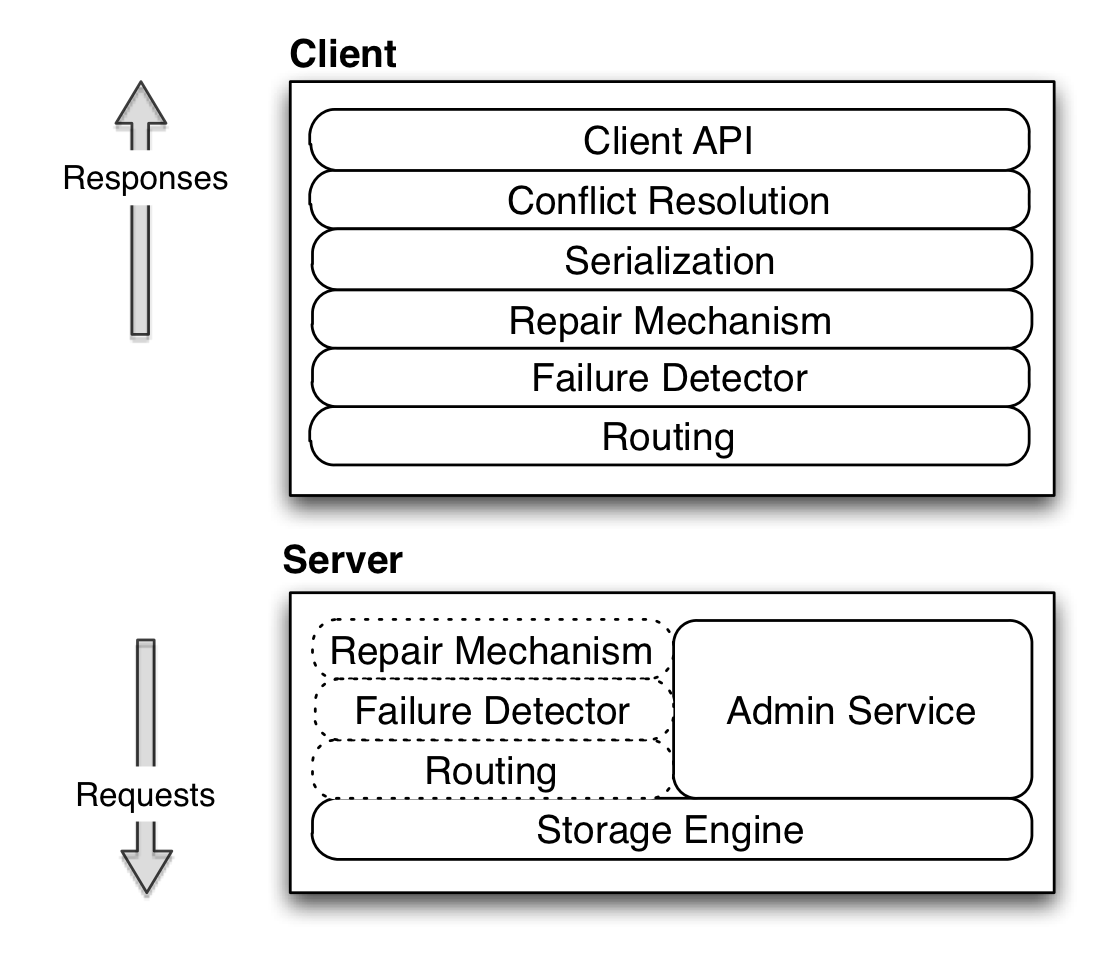 Client
Client API
Responses
Conflict Resolution
Serialization
Repair Mechanism
Failure Detector
Routing
Server
Repair Mechanism
Failure Detector
Admin Service
Routing
Requests
Storage Engine